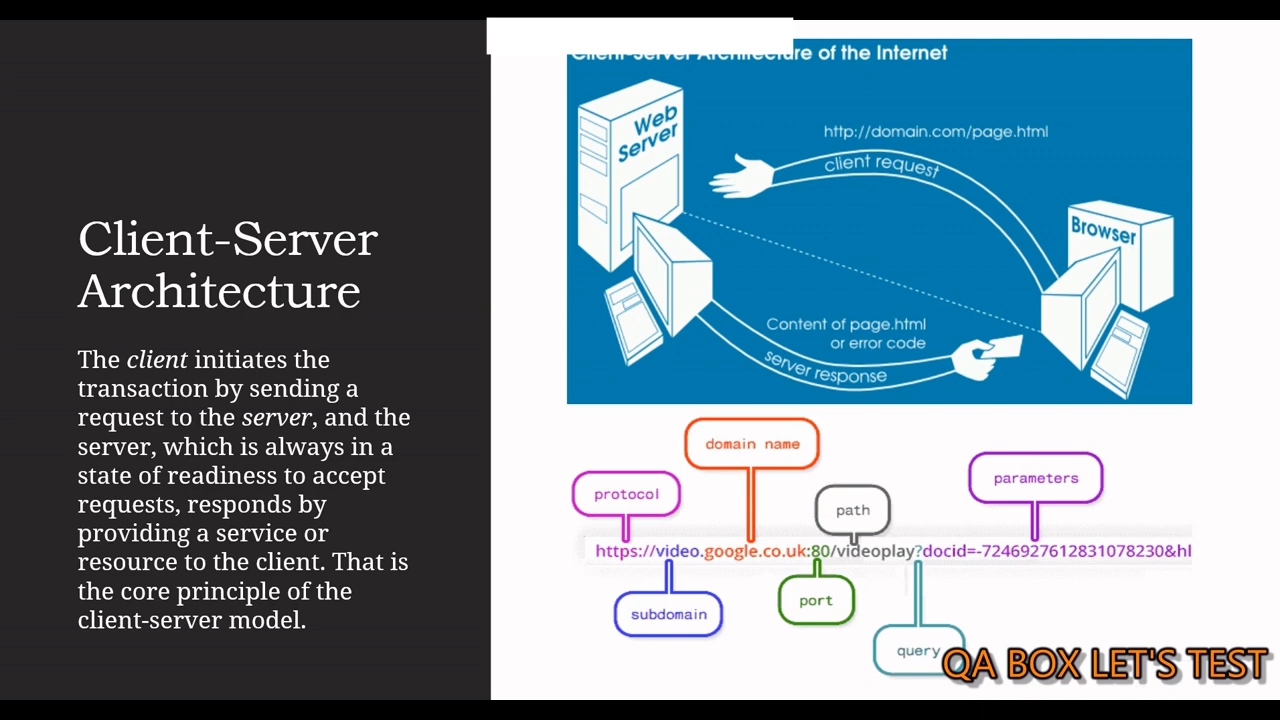 Client-Server
Architecture
The client initiates the
transaction by sending a
request to the server, and the
server, which is always in a
state of readiness to accept
requests, responds by
providing a service or
resource to the client. That is
the core principle of the
client-server model.
Client-Server Architecture of the Internet
Web
Server
http://domain.com/page.html
client request
Browser
Content of page.html
or error code
server response
domain name
parameters
protocol
path
https://video.google.co.uk:80/videoplay?docid=-7246927612831078230&hl
subdomain
port
query
QA BOX LET'S TEST